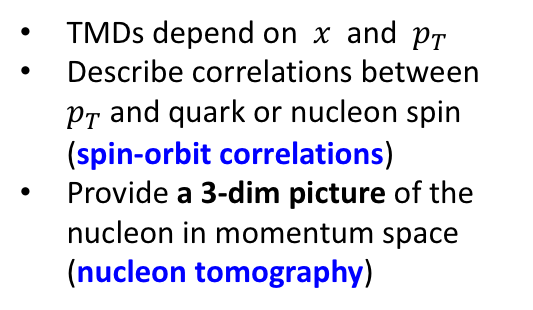 • TMDs depend on x and p_T
• Describe correlations between
p_T and quark or nucleon spin
(spin-orbit correlations)
• Provide a 3-dim picture of the
nucleon in momentum space
(nucleon tomography)